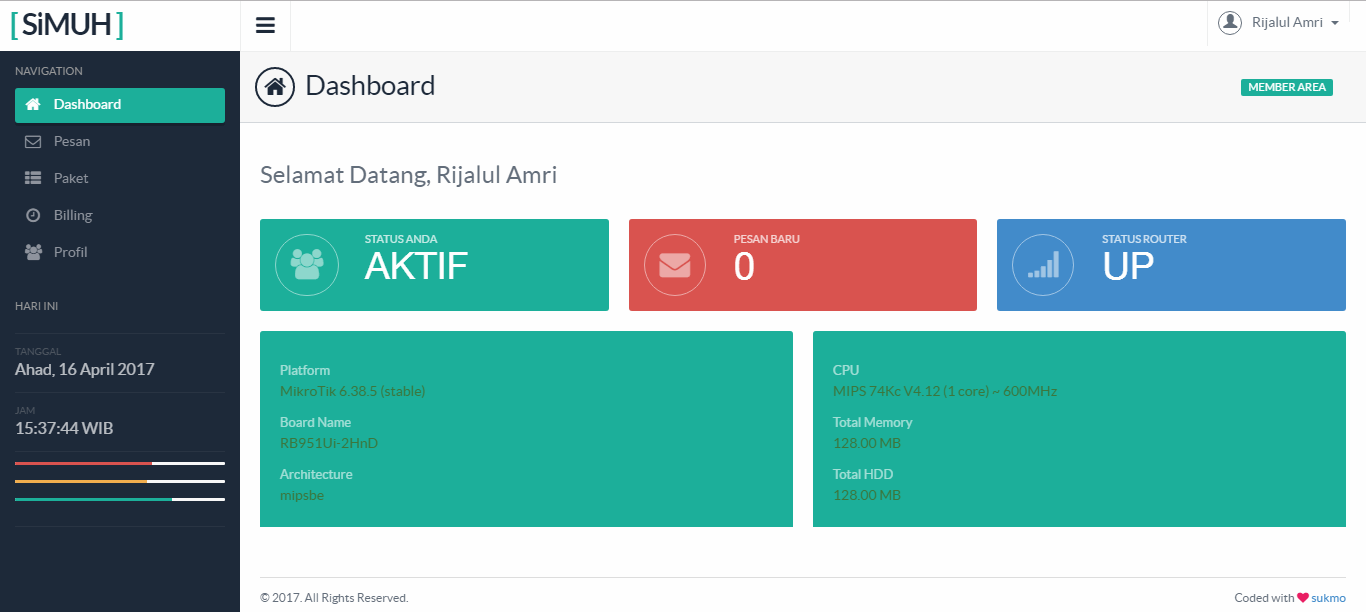 [ SiMUH ]
Rijalul Amri
NAVIGATION
Dashboard
Pesan
Paket
Billing
Profil
HARI INI
TANGGAL
Ahad, 16 April 2017
JAM
15:37:44 WIB
Dashboard
MEMBER AREA
Selamat Datang, Rijalul Amri
STATUS ANDA
AKTIF
PESAN BARU
0
STATUS ROUTER
UP
Platform
MikroTik 6.38.5 (stable)
Board Name
RB951Ui-2HnD
Architecture
mipsbe
CPU
MIPS 74Kc V4.12 (1 core) ~ 600MHz
Total Memory
128.00 MB
Total HDD
128.00 MB
© 2017. All Rights Reserved.
Coded with ❤ sukmo